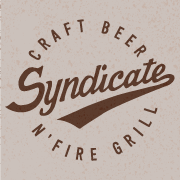 CRAFT BEER
Syndicate
N'FIRE GRILL